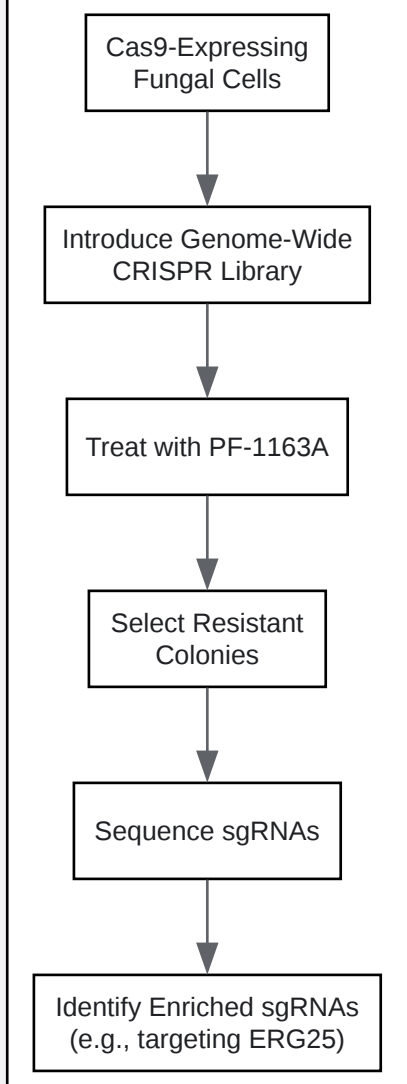 Cas9-Expressing
Fungal Cells
Introduce Genome-Wide
CRISPR Library
Treat with PF-1163A
Select Resistant
Colonies
Sequence sgRNAs
Identify Enriched sgRNAs
(e.g., targeting ERG25)